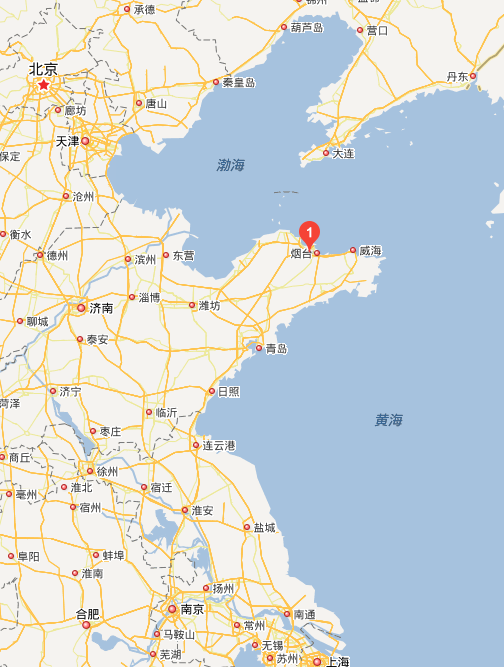 承德
锦州
盘锦
葫芦岛
营口
北京
秦皇岛
丹东
唐山
廊坊
天津
保定
大连
渤海
沧州
衡水
1
德州
滨州
东营
烟台
威海
淄博
潍坊
济南
聊城
泰安
青岛
济宁
日照
菏泽
临沂
黄海
枣庄
连云港
商丘
徐州
淮北
宿迁
亳州
宿州
淮安
盐城
阜阳
蚌埠
淮南
扬州
合肥
南京
南通
马鞍山
常州
无锡
芜湖
苏州
上海